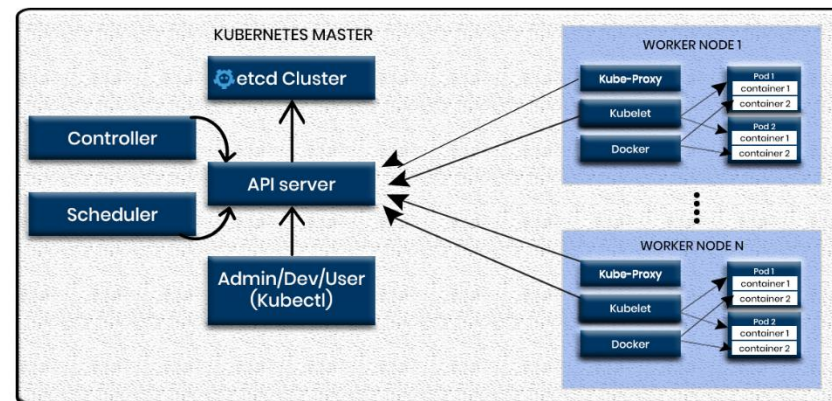 KUBERNETES MASTER
etcd Cluster
Controller
API server
Scheduler
Admin/Dev/User
(Kubectl)
WORKER NODE 1
Kube-Proxy
Kubelet
Docker
Pod 1
container 1
container 2
Pod 2
container 1
container 2
WORKER NODE N
Kube-Proxy
Kubelet
Docker
Pod 1
container 1
container 2
Pod 2
container 1
container 2